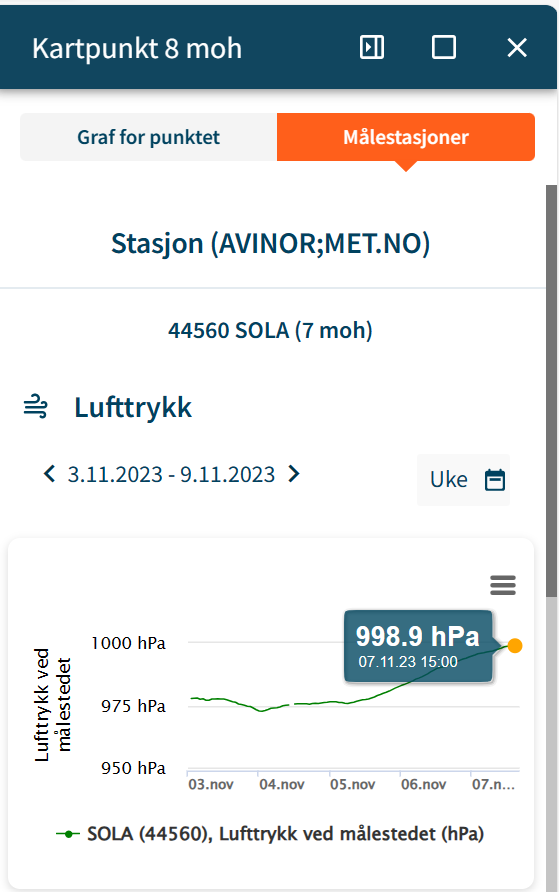 Kartpunkt 8 moh
Graf for punktet
Målestasjoner
Stasjon (AVINOR;MET.NO)
44560 SOLA (7 moh)
Lufttrykk
3.11.2023 - 9.11.2023
Uke
998.9 hPa
07.11.23 15:00
Lufttrykk ved
målestedet
1000 hPa
975 hPa
950 hPa
03.nov
04.nov
05.nov
06.nov
07.n...
SOLA (44560), Lufttrykk ved målestedet (hPa)